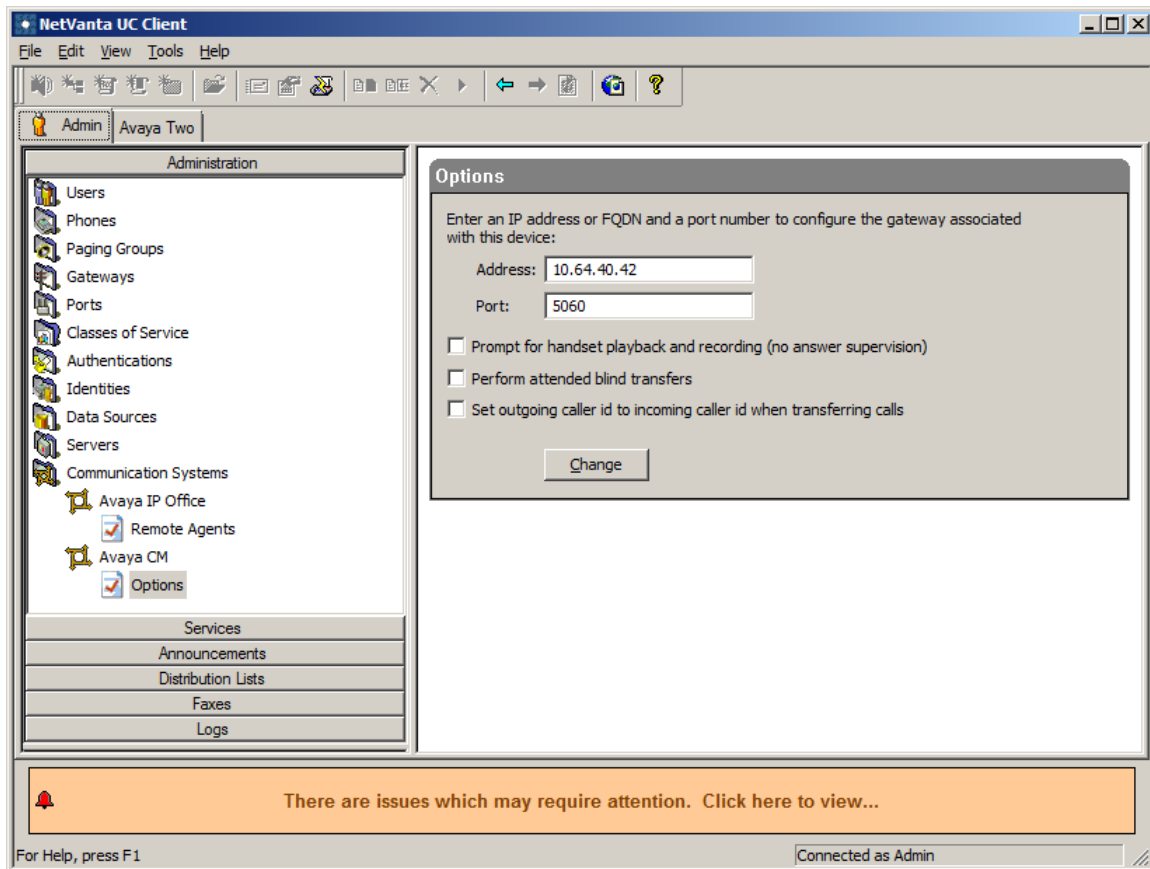 NetVanta UC Client
File Edit View Tools Help
Admin Avaya Two
Administration
Users
Phones
Paging Groups
Gateways
Ports
Classes of Service
Authentications
Identities
Data Sources
Servers
Communication Systems
Avaya IP Office
Remote Agents
Avaya CM
Options
Services
Announcements
Distribution Lists
Faxes
Logs
Options
Enter an IP address or FQDN and a port number to configure the gateway associated
with this device:
Address: 10.64.40.42
Port: 5060
Prompt for handset playback and recording (no answer supervision)
Perform attended blind transfers
Set outgoing caller id to incoming caller id when transferring calls
Change
There are issues which may require attention. Click here to view...
For Help, press F1
Connected as Admin